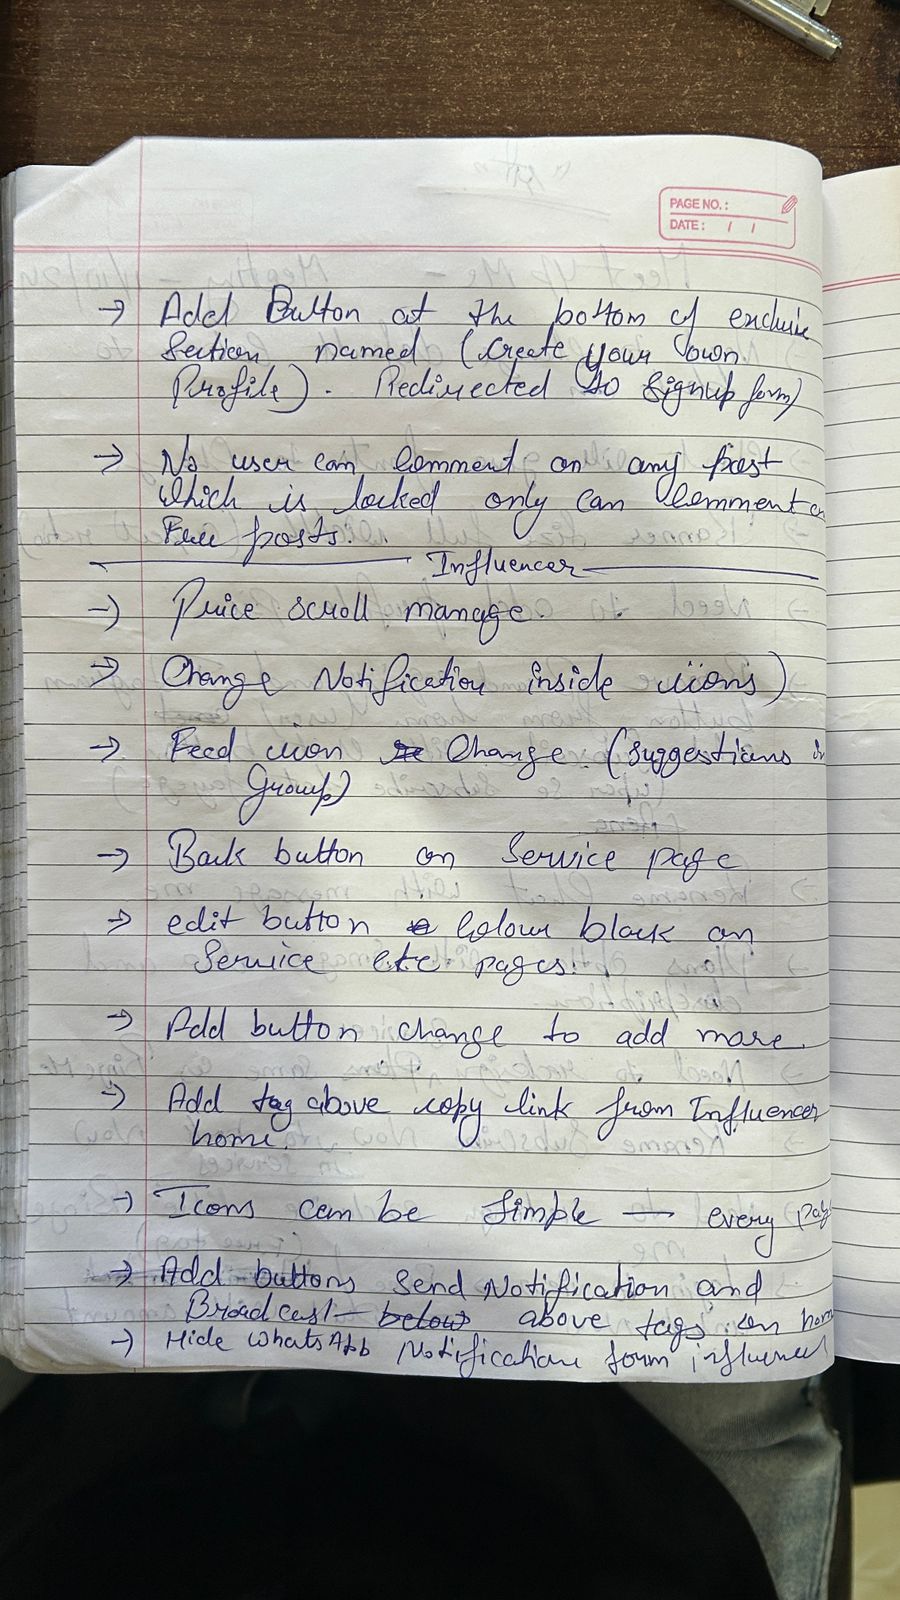 PAGE NO.:
DATE: / /
→ Add Button at the bottom of exclusive
Section named (Create your own
Profile). Redirected to Signup form)
→ No user can Comment on any post
which is locked only can Comment on
Free posts.
Influencer
→ Price scroll manage.
→ Change Notification inside icons)
→ Feed icon Change. (Suggestions in
Group)
→ Back button on Service page
→ edit button Colour black on
Service etc. pages.
→ Add button change to add more.
→ Add tag above copy link from Influencer
home.
→ Icons can be Simple — every page
→ Add buttons Send Notification and
Broadcast below above tags on home
→ Hide WhatsApp Notification form influencer